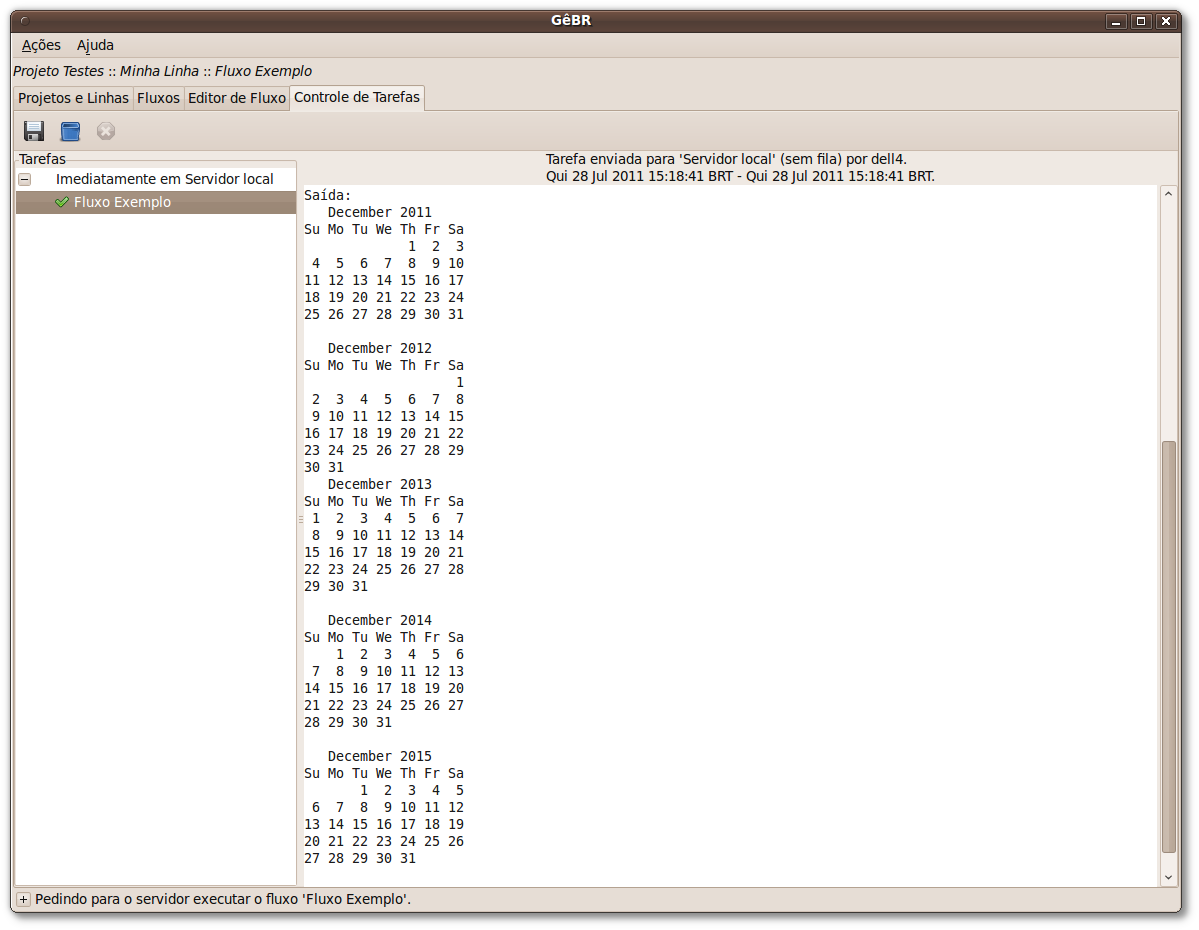 GêBR
Ações Ajuda
Projeto Testes :: Minha Linha :: Fluxo Exemplo
Projetos e Linhas Fluxos Editor de Fluxo Controle de Tarefas
Tarefas
Imediatamente em Servidor local
Fluxo Exemplo
Tarefa enviada para 'Servidor local' (sem fila) por dell4.
Qui 28 Jul 2011 15:18:41 BRT - Qui 28 Jul 2011 15:18:41 BRT.
Saída:
   December 2011
Su Mo Tu We Th Fr Sa
             1  2  3
 4  5  6  7  8  9 10
11 12 13 14 15 16 17
18 19 20 21 22 23 24
25 26 27 28 29 30 31

   December 2012
Su Mo Tu We Th Fr Sa
                   1
 2  3  4  5  6  7  8
 9 10 11 12 13 14 15
16 17 18 19 20 21 22
23 24 25 26 27 28 29
30 31
   December 2013
Su Mo Tu We Th Fr Sa
 1  2  3  4  5  6  7
 8  9 10 11 12 13 14
15 16 17 18 19 20 21
22 23 24 25 26 27 28
29 30 31

   December 2014
Su Mo Tu We Th Fr Sa
    1  2  3  4  5  6
 7  8  9 10 11 12 13
14 15 16 17 18 19 20
21 22 23 24 25 26 27
28 29 30 31

   December 2015
Su Mo Tu We Th Fr Sa
       1  2  3  4  5
 6  7  8  9 10 11 12
13 14 15 16 17 18 19
20 21 22 23 24 25 26
27 28 29 30 31
Pedindo para o servidor executar o fluxo 'Fluxo Exemplo'.